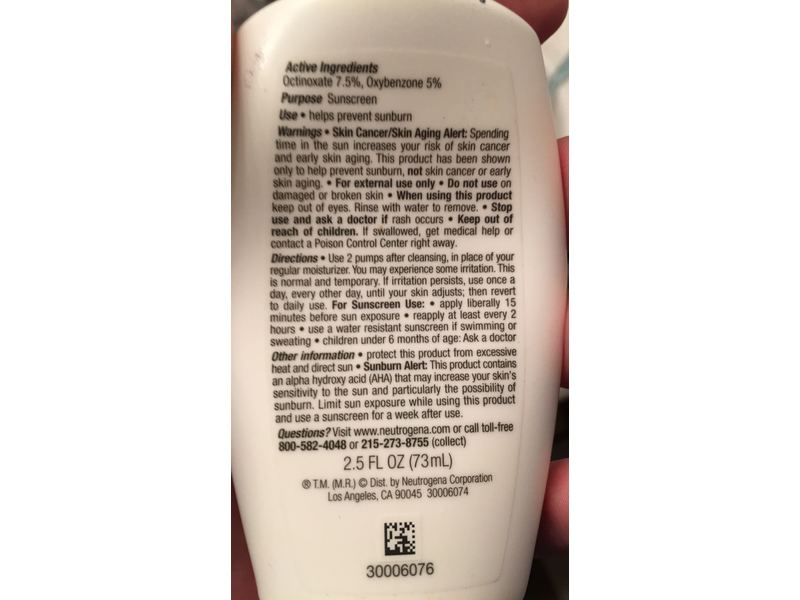 Active Ingredients
Octinoxate 7.5%, Oxybenzone 5%
Purpose Sunscreen
Use • helps prevent sunburn
Warnings • Skin Cancer/Skin Aging Alert: Spending
time in the sun increases your risk of skin cancer
and early skin aging. This product has been shown
only to help prevent sunburn, not skin cancer or early
skin aging. • For external use only • Do not use on
damaged or broken skin • When using this product
keep out of eyes. Rinse with water to remove. • Stop
use and ask a doctor if rash occurs • Keep out of
reach of children. If swallowed, get medical help or
contact a Poison Control Center right away.
Directions • Use 2 pumps after cleansing, in place of your
regular moisturizer. You may experience some irritation. This
is normal and temporary. If irritation persists, use once a
day, every other day, until your skin adjusts; then revert
to daily use. For Sunscreen Use: • apply liberally 15
minutes before sun exposure • reapply at least every 2
hours • use a water resistant sunscreen if swimming or
sweating • children under 6 months of age: Ask a doctor
Other information • protect this product from excessive
heat and direct sun • Sunburn Alert: This product contains
an alpha hydroxy acid (AHA) that may increase your skin's
sensitivity to the sun and particularly the possibility of
sunburn. Limit sun exposure while using this product
and use a sunscreen for a week after use.
Questions? Visit www.neutrogena.com or call toll-free
800-582-4048 or 215-273-8755 (collect)
2.5 FL OZ (73mL)
® T.M. (M.R.) © Dist. by Neutrogena Corporation
Los Angeles, CA 90045 30006074
30006076